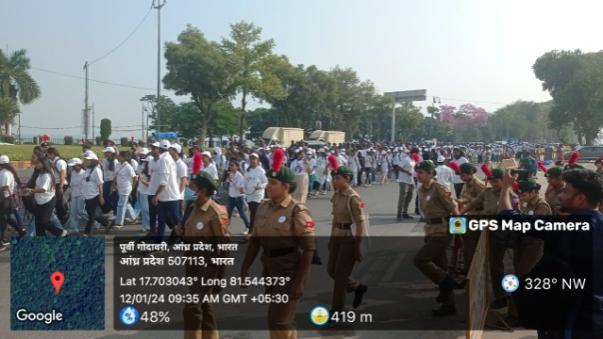 GPS Map Camera
पूर्वी गोदावरी, आंध्र प्रदेश, भारत
आंध्र प्रदेश 507113, भारत
Lat 17.703043° Long 81.544373°
12/01/24 09:35 AM GMT +05:30
Google
48%
419 m
328° NW